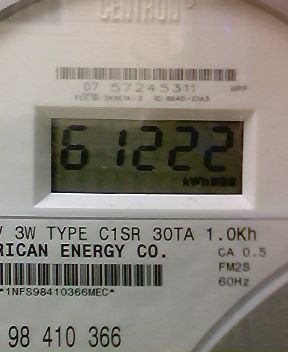 CENTRON
07 57245311
61222
kWh
V 3W TYPE C1SR 30TA 1.0Kh
RICAN ENERGY CO.
CA 0.5
FM2S
60Hz
*1NFS98410366MEC*
98 410 366